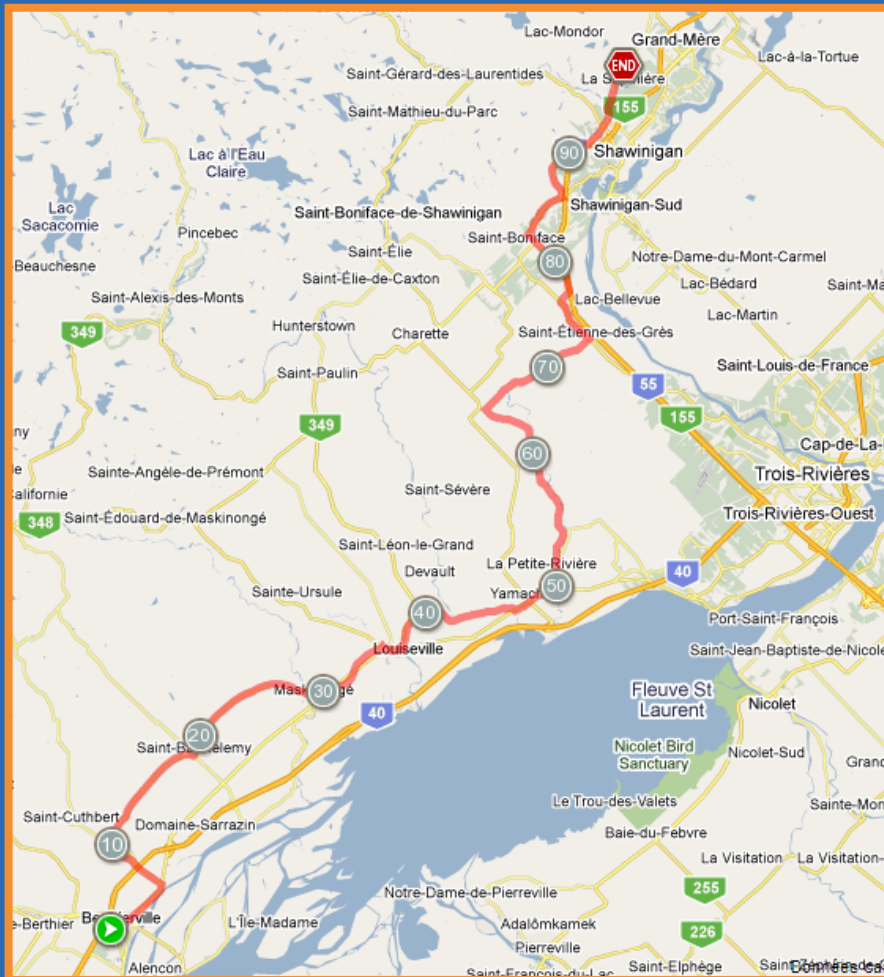 Lac-Mondor
Grand-Mère
Lac-à-la-Tortue
END
Saint-Gérard-des-Laurentides
155
Saint-Mathieu-du-Parc
90
Shawinigan
Lac à l'Eau
Claire
Lac
Sacacomie
Saint-Boniface-de-Shawinigan
Shawinigan-Sud
Pincebec
Saint-Boniface
Saint-Élie
80
Notre-Dame-du-Mont-Carmel
Beauchesne
Saint-Élie-de-Caxton
Lac-Bédard
Saint-Alexis-des-Monts
Lac-Bellevue
Lac-Martin
Hunterstown
Charette
Saint-Étienne-des-Grès
349
70
Saint-Louis-de-France
Saint-Paulin
55
155
349
60
Trois-Rivières
Sainte-Angèle-de-Prémont
Saint-Sévère
348
Saint-Édouard-de-Maskinongé
Trois-Rivières-Ouest
Saint-Léon-le-Grand
La Petite-Rivière
Devault
40
50
Sainte-Ursule
40
Port-Saint-François
Louiseville
30
Fleuve St
Laurent
Nicolet
40
20
Nicolet Bird
Sanctuary
Nicolet-Sud
Le Trou-des-Valets
Saint-Cuthbert
Domaine-Sarrazin
Baie-du-Febvre
10
La Visitation
La Visitation-
255
Notre-Dame-de-Pierreville
L'Île-Madame
Adalômkamek
226
Pierreville
Alencon
Saint-Elphège